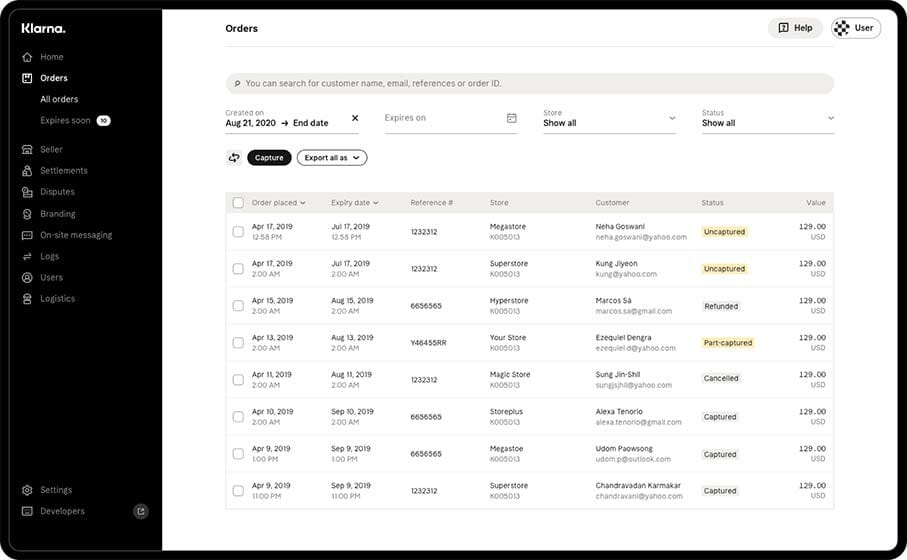 Klarna.
Home
Orders
All orders
Expires soon 10
Seller
Settlements
Disputes
Branding
On-site messaging
Logs
Users
Logistics
Settings
Developers
Orders
Help
User
You can search for customer name, email, references or order ID.
Created on
Aug 21, 2020 → End date
Expires on
Store
Show all
Status
Show all
Capture
Export all as
Order placed Expiry date Reference # Store Customer Status Value
Apr 17, 2019 Jul 17, 2019 Megastore Neha Goswani 129.00
12.58 PM 12.58 PM 1232312 K005013 neha.goswani@yahoo.com Uncaptured USD
Apr 17, 2019 Jul 17, 2019 Superstore Kung Jiyeon 129.00
2.00 AM 2.00 AM 1232312 K005013 kung@yahoo.com Uncaptured USD
Apr 15, 2019 Aug 15, 2019 Hyperstore Marcos Sá 129.00
2.00 AM 2.00 AM 6656565 K005013 marcos.sa@gmail.com Refunded USD
Apr 13, 2019 Aug 13, 2019 Your Store Ezequiel Dengra 129.00
2.00 AM 2.00 AM Y46455RR K005013 ezequiel.d@yahoo.com Part-captured USD
Apr 11, 2019 Aug 11, 2019 Magic Store Sung Jin-Shil 129.00
2.00 AM 2.00 AM 1232312 K005013 sungjsjhil@yahoo.com Cancelled USD
Apr 10, 2019 Sep 10, 2019 Storeplus Alexa Tenorio 129.00
2.00 AM 2.00 AM 6656565 K005013 alexa.tenorio@gmail.com Captured USD
Apr 9, 2019 Sep 9, 2019 Megastoe Udom Paowsong 129.00
1.00 PM 1.00 PM 6656565 K005013 udom.p@outlook.com Captured USD
Apr 9, 2019 Sep 9, 2019 Superstore Chandravadan Karmakar 129.00
11.00 PM 11.00 PM 1232312 K005013 chandravan@yahoo.com Captured USD